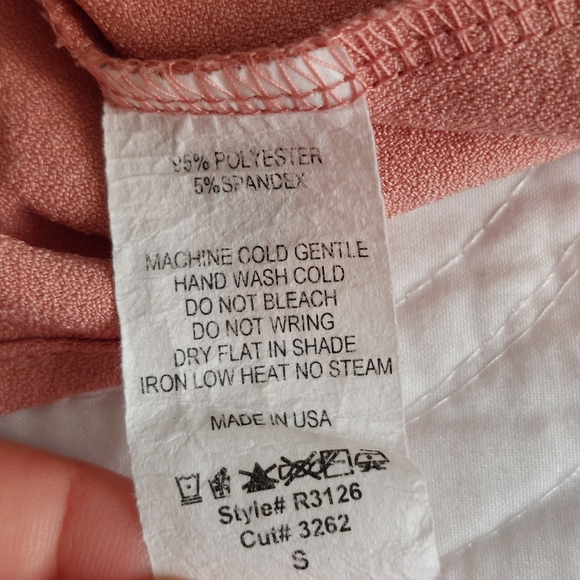 95% POLYESTER
5%SPANDEX
MACHINE COLD GENTLE
HAND WASH COLD
DO NOT BLEACH
DO NOT WRING
DRY FLAT IN SHADE
IRON LOW HEAT NO STEAM
MADE IN USA
Style# R3126
Cut# 3262
S